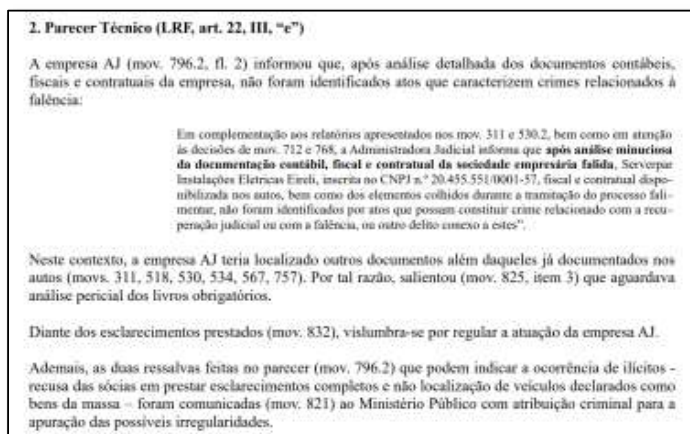 2. Parecer Técnico (LRF, art. 22, III, “e”)
A empresa AJ (mov. 796.2, fl. 2) informou que, após análise detalhada dos documentos contábeis,
fiscais e contratuais da empresa, não foram identificados atos que caracterizem crimes relacionados à
falência:
Em complementação aos relatórios apresentados nos mov. 311 e 530.2, bem como em atenção
às decisões de mov. 712 e 768, a Administradora Judicial informa que após análise minuciosa
da documentação contábil, fiscal e contratual da sociedade empresária falida, Serverpar
Instalações Eletricas Eireli, inscrita no CNPJ n.º 20.455.551/0001-57, fiscal e contratual dispo-
nibilizada nos autos, bem como dos elementos colhidos durante a tramitação do processo fali-
mentar, não foram identificados por atos que possam constituir crime relacionado com a recu-
peração judicial ou com a falência, ou outro delito conexo a estes”.
Neste contexto, a empresa AJ teria localizado outros documentos além daqueles já documentados nos
autos (movs. 311, 518, 530, 534, 567, 757). Por tal razão, salientou (mov. 825, item 3) que aguardava
análise pericial dos livros obrigatórios.
Diante dos esclarecimentos prestados (mov. 832), vislumbra-se por regular a atuação da empresa AJ.
Ademais, as duas ressalvas feitas no parecer (mov. 796.2) que podem indicar a ocorrência de ilícitos -
recusa das sócias em prestar esclarecimentos completos e não localização de veículos declarados como
bens da massa – foram comunicadas (mov. 821) ao Ministério Público com atribuição criminal para a
apuração das possíveis irregularidades.